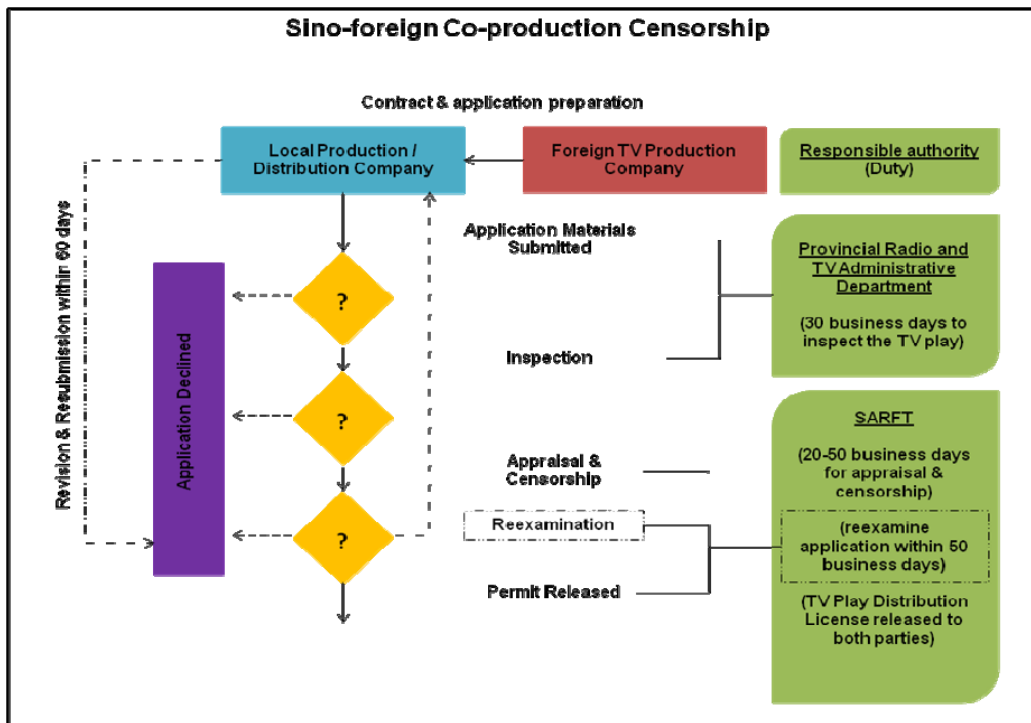 Sino-foreign Co-production Censorship
Contract & application preparation
Local Production /
Distribution Company
Foreign TV Production
Company
Responsible authority
(Duty)
Revision & Resubmission within 60 days
Application Declined
?
?
?
Application Materials
Submitted
Inspection
Provincial Radio and
TV Administrative
Department
(30 business days to
inspect the TV play)
Appraisal &
Censorship
Reexamination
Permit Released
SARFT
(20-50 business days
for appraisal &
censorship)
(reexamine
application within 50
business days)
(TV Play Distribution
License released to
both parties)